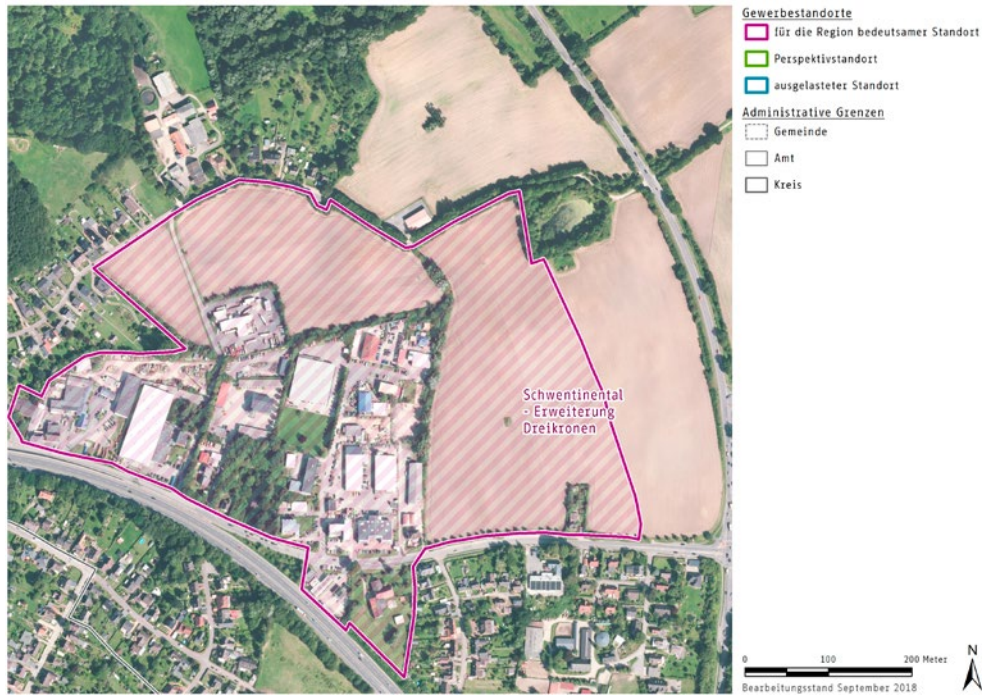 Gewerbestandorte
für die Region bedeutsamer Standort
Perspektivstandort
ausgelasteter Standort
Administrative Grenzen
Gemeinde
Amt
Kreis
Schwentinental
- Erweiterung
Dreikronen
N
0 100 200 Meter
Bearbeitungsstand September 2018